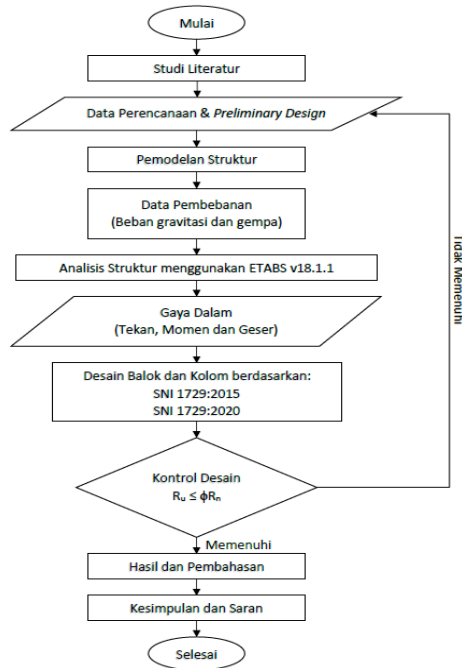 Mulai
Studi Literatur
Data Perencanaan & Preliminary Design
Pemodelan Struktur
Data Pembebanan
(Beban gravitasi dan gempa)
Analisis Struktur menggunakan ETABS v18.1.1
Gaya Dalam
(Tekan, Momen dan Geser)
Desain Balok dan Kolom berdasarkan:
SNI 1729:2015
SNI 1729:2020
Kontrol Desain
Rᵤ ≤ ϕRₙ
Tidak Memenuhi
Memenuhi
Hasil dan Pembahasan
Kesimpulan dan Saran
Selesai